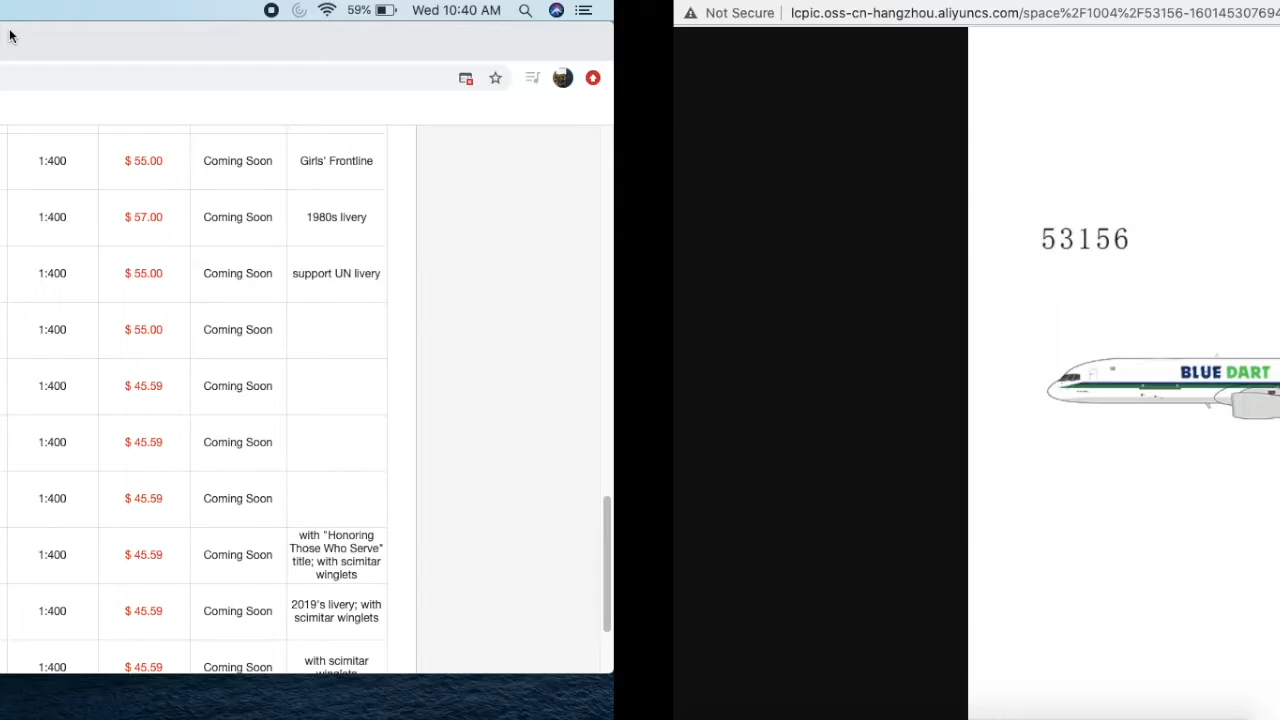 59%
Wed 10:40 AM
1:400 $ 55.00 Coming Soon Girls' Frontline
1:400 $ 57.00 Coming Soon 1980s livery
1:400 $ 55.00 Coming Soon support UN livery
1:400 $ 55.00 Coming Soon
1:400 $ 45.59 Coming Soon
1:400 $ 45.59 Coming Soon
1:400 $ 45.59 Coming Soon
1:400 $ 45.59 Coming Soon with "Honoring
Those Who Serve"
title; with scimitar
winglets
1:400 $ 45.59 Coming Soon 2019's livery; with
scimitar winglets
1:400 $ 45.59 Coming Soon with scimitar
winglets
Not Secure
lcpic.oss-cn-hangzhou.aliyuncs.com/space%2F1004%2F53156-160145307694
53156
BLUE DART